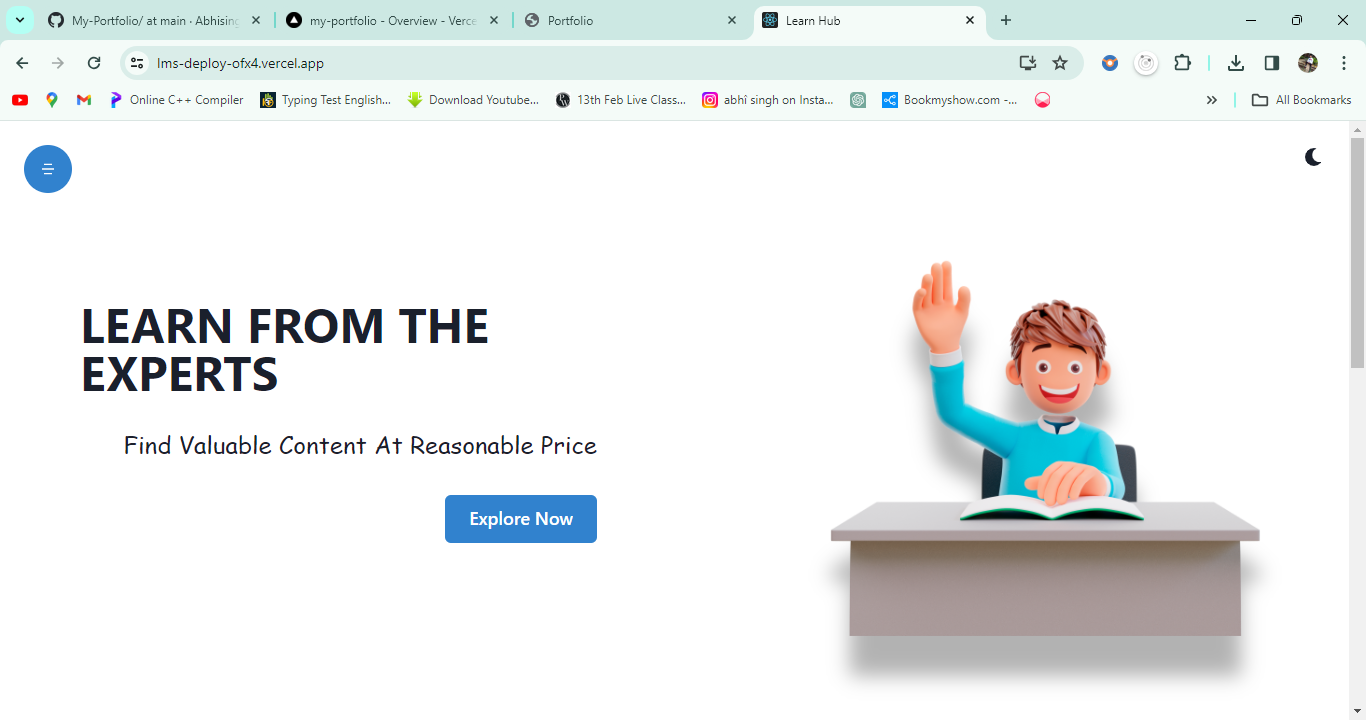 My-Portfolio/ at main · Abhising
my-portfolio - Overview - Verce
Portfolio
Learn Hub
lms-deploy-ofx4.vercel.app
Online C++ Compiler
Typing Test English...
Download Youtube...
13th Feb Live Class...
abhî singh on Insta...
Bookmyshow.com -...
All Bookmarks
LEARN FROM THE
EXPERTS
Find Valuable Content At Reasonable Price
Explore Now